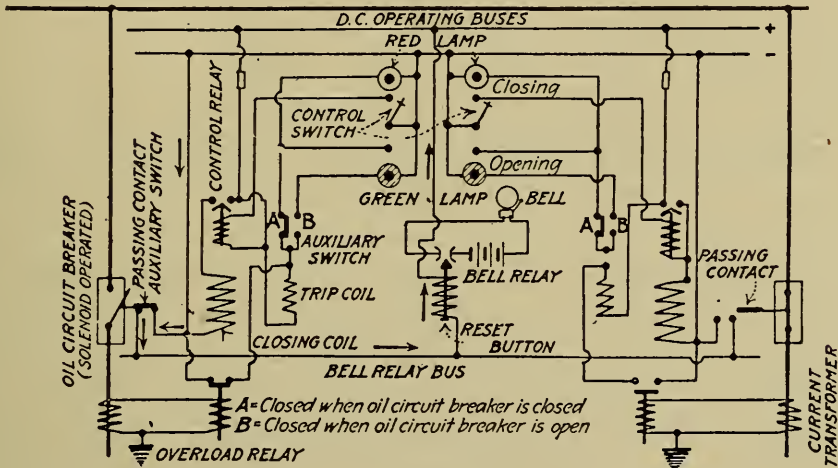 D.C. OPERATING BUSES
+
RED LAMP
-
Closing
CONTROL
SWITCH
CONTROL RELAY
PASSING CONTACT
AUXILIARY SWITCH
OIL CIRCUIT BREAKER
(SOLENOID OPERATED)
Opening
GREEN LAMP
BELL
A
B
AUXILIARY
SWITCH
A
B
PASSING
CONTACT
BELL RELAY
TRIP COIL
RESET
BUTTON
CLOSING COIL
BELL RELAY BUS
A=Closed when oil circuit breaker is closed
B=Closed when oil circuit breaker is open
OVERLOAD RELAY
CURRENT
TRANSFORMER